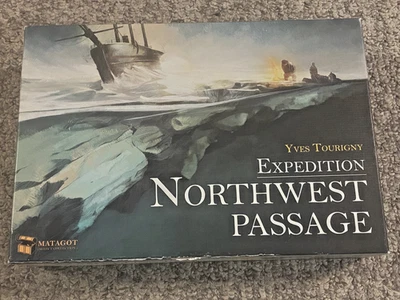 Yves Tourigny
Expedition
Northwest
Passage
MATAGOT